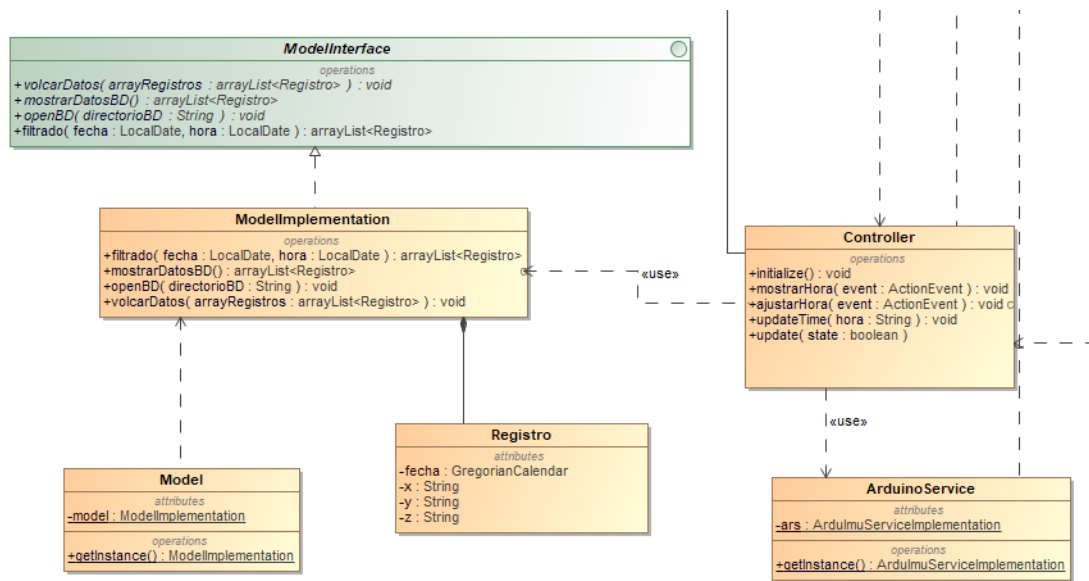 ModelInterface
operations
+volcarDatos( arrayRegistros : arrayList<Registro> ) : void
+mostrarDatosBD() : arrayList<Registro>
+openBD( directorioBD : String ) : void
+filtrado( fecha : LocalDate, hora : LocalDate ) : arrayList<Registro>
ModelImplementation
operations
+filtrado( fecha : LocalDate, hora : LocalDate ) : arrayList<Registro>
+mostrarDatosBD() : arrayList<Registro>
+openBD( directorioBD : String ) : void
+volcarDatos( arrayRegistros : arrayList<Registro> ) : void
«use»
Controller
operations
+initialize() : void
+mostrarHora( event : ActionEvent ) : void
+ajustarHora( event : ActionEvent ) : void
+updateTime( hora : String ) : void
+update( state : boolean )
«use»
Registro
attributes
-fecha : GregorianCalendar
-x : String
-y : String
-z : String
Model
attributes
-model : ModelImplementation
operations
+getInstance() : ModelImplementation
ArduinoService
attributes
-ars : ArduImuServiceImplementation
operations
+getInstance() : ArduImuServiceImplementation